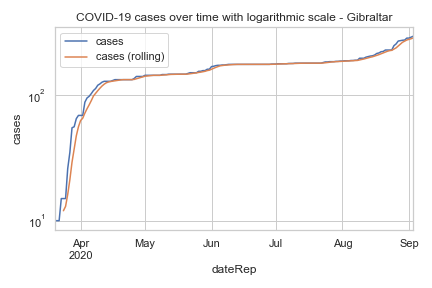 COVID-19 cases over time with logarithmic scale - Gibraltar
cases
cases (rolling)
10²
10¹
cases
Apr
2020
May
Jun
Jul
Aug
Sep
dateRep